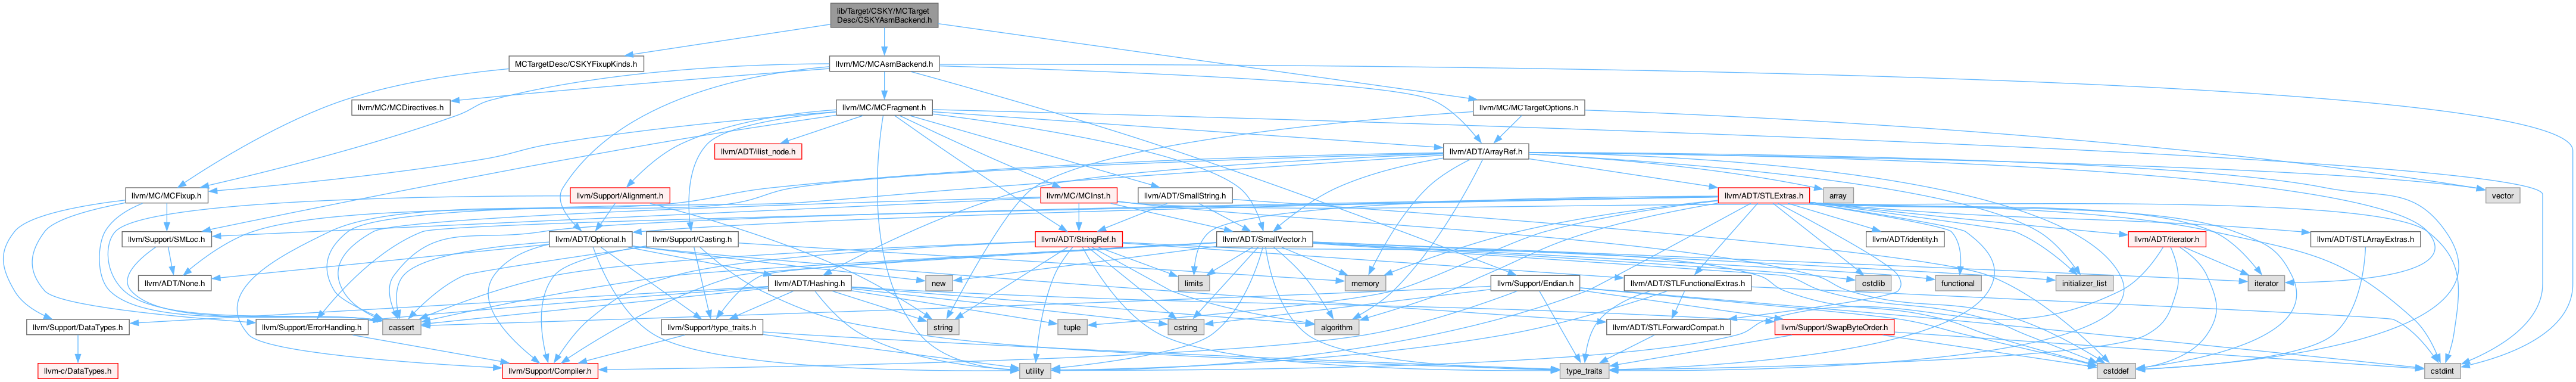 lib/Target/CSKY/MCTarget
Desc/CSKYAsmBackend.h
MCTargetDesc/CSKYFixupKinds.h
llvm/MC/MCAsmBackend.h
llvm/MC/MCDirectives.h
llvm/MC/MCFragment.h
llvm/MC/MCTargetOptions.h
llvm/ADT/ilist_node.h
llvm/ADT/ArrayRef.h
llvm/MC/MCFixup.h
llvm/Support/Alignment.h
llvm/MC/MCInst.h
llvm/ADT/SmallString.h
llvm/ADT/STLExtras.h
array
vector
llvm/Support/SMLoc.h
llvm/ADT/Optional.h
llvm/Support/Casting.h
llvm/ADT/StringRef.h
llvm/ADT/SmallVector.h
llvm/ADT/identity.h
llvm/ADT/iterator.h
llvm/ADT/STLArrayExtras.h
llvm/ADT/None.h
llvm/ADT/Hashing.h
new
limits
memory
llvm/Support/Endian.h
llvm/ADT/STLFunctionalExtras.h
cstdlib
functional
initializer_list
iterator
llvm/Support/DataTypes.h
llvm/Support/ErrorHandling.h
cassert
llvm/Support/type_traits.h
string
tuple
cstring
algorithm
llvm/ADT/STLForwardCompat.h
llvm/Support/SwapByteOrder.h
llvm-c/DataTypes.h
llvm/Support/Compiler.h
utility
type_traits
cstddef
cstdint